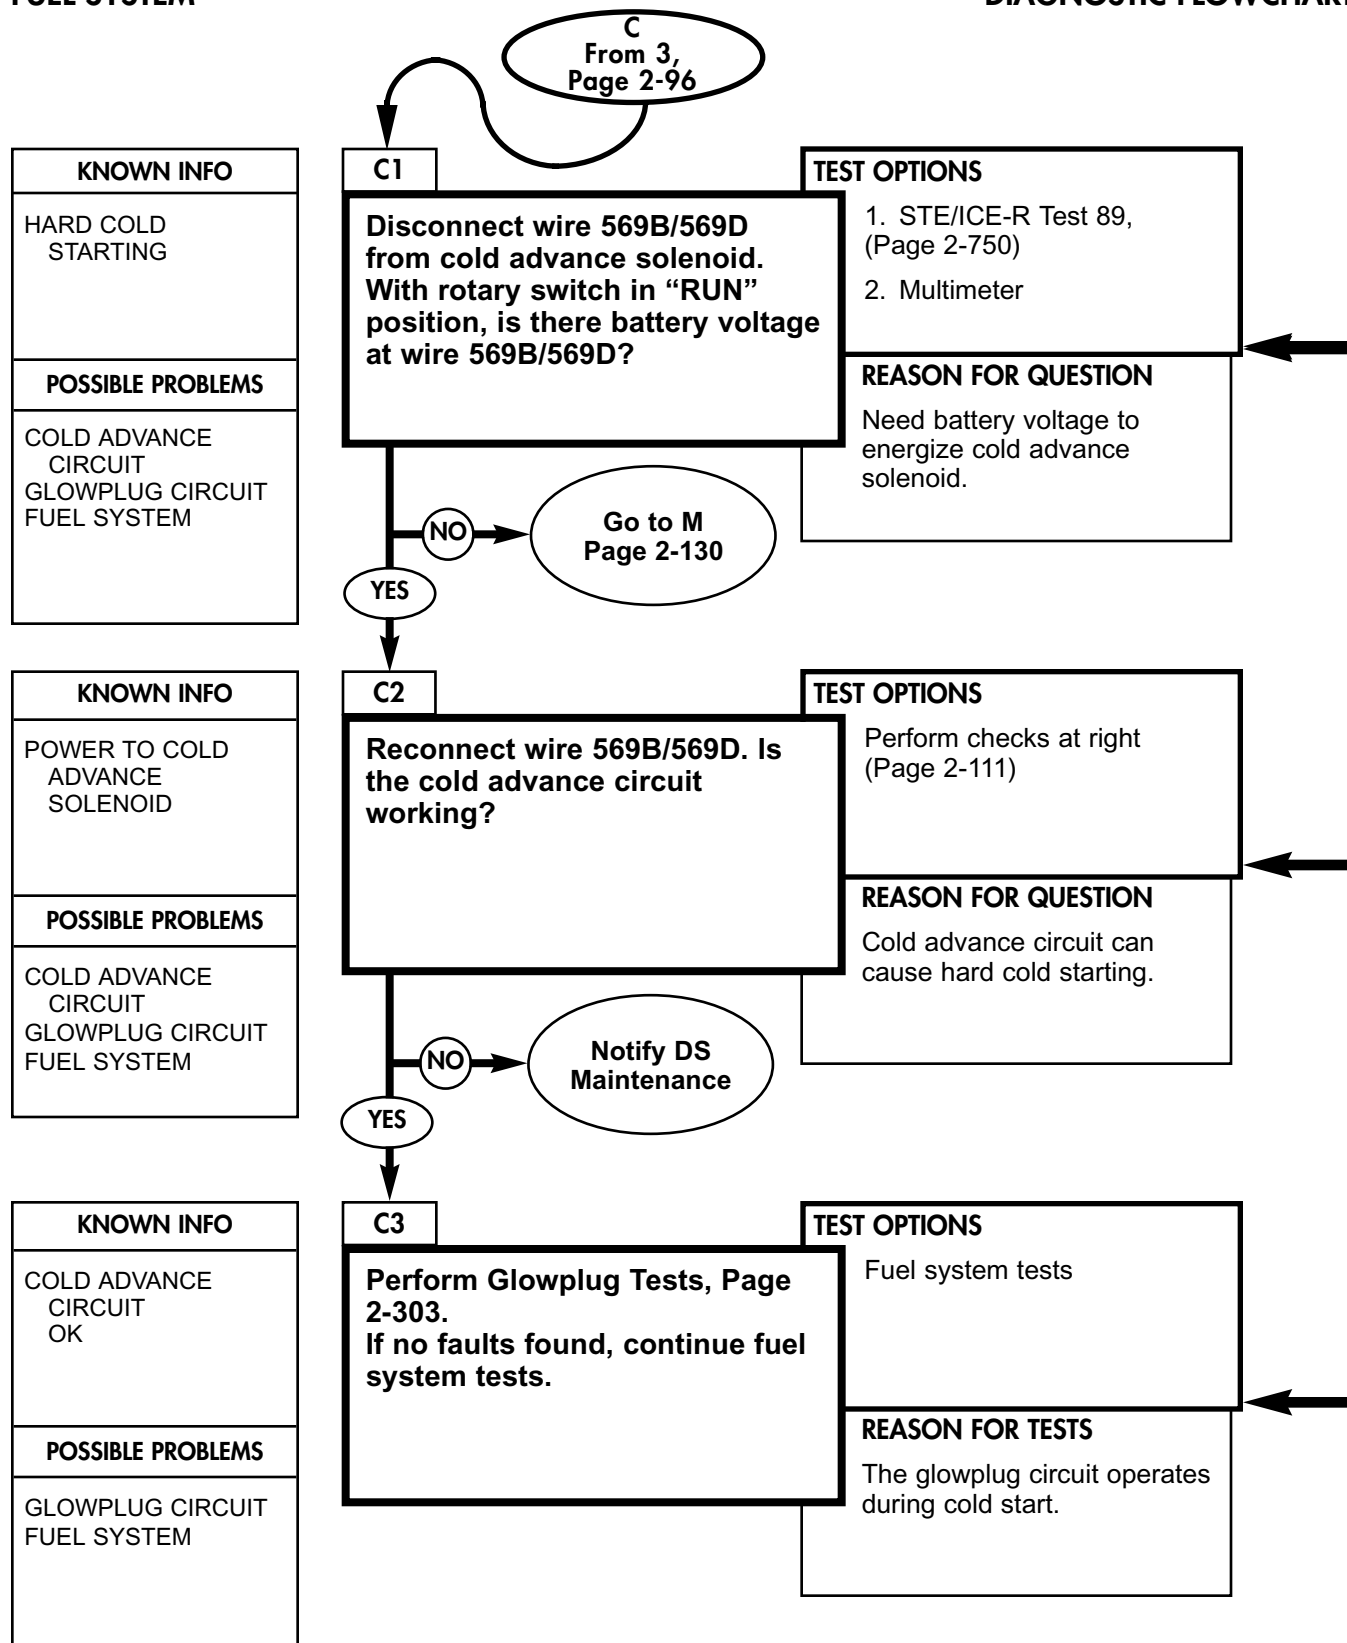 FUEL SYSTEM
DIAGNOSTIC FLOWCHART
C
From 3,
Page 2-96
KNOWN INFO
HARD COLD
STARTING
POSSIBLE PROBLEMS
COLD ADVANCE
CIRCUIT
GLOWPLUG CIRCUIT
FUEL SYSTEM
C1
Disconnect wire 569B/569D
from cold advance solenoid.
With rotary switch in “RUN”
position, is there battery voltage
at wire 569B/569D?
TEST OPTIONS
1. STE/ICE-R Test 89,
(Page 2-750)
2. Multimeter
REASON FOR QUESTION
Need battery voltage to
energize cold advance
solenoid.
NO
Go to M
Page 2-130
YES
KNOWN INFO
POWER TO COLD
ADVANCE
SOLENOID
POSSIBLE PROBLEMS
COLD ADVANCE
CIRCUIT
GLOWPLUG CIRCUIT
FUEL SYSTEM
C2
Reconnect wire 569B/569D. Is
the cold advance circuit
working?
TEST OPTIONS
Perform checks at right
(Page 2-111)
REASON FOR QUESTION
Cold advance circuit can
cause hard cold starting.
NO
Notify DS
Maintenance
YES
KNOWN INFO
COLD ADVANCE
CIRCUIT
OK
POSSIBLE PROBLEMS
GLOWPLUG CIRCUIT
FUEL SYSTEM
C3
Perform Glowplug Tests, Page
2-303.
If no faults found, continue fuel
system tests.
TEST OPTIONS
Fuel system tests
REASON FOR TESTS
The glowplug circuit operates
during cold start.